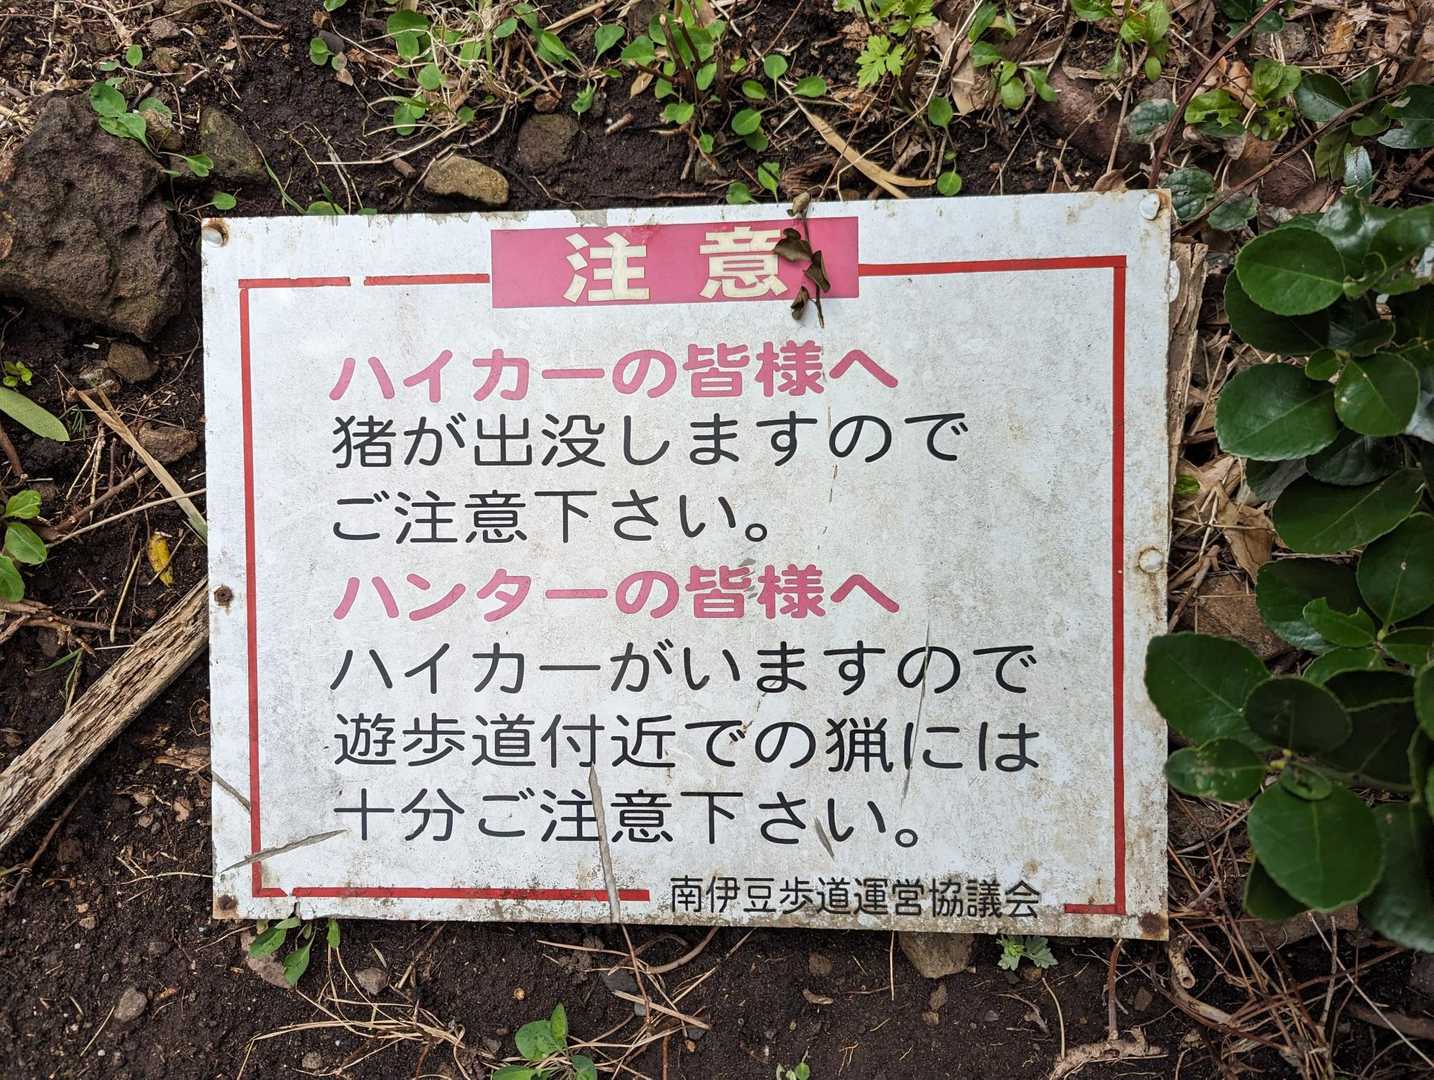 注意
ハイカーの皆様へ
猪が出没しますので
ご注意下さい。
ハンターの皆様へ
ハイカーがいますので
遊歩道付近での猟には
十分ご注意下さい。
南伊豆歩道運営協議会